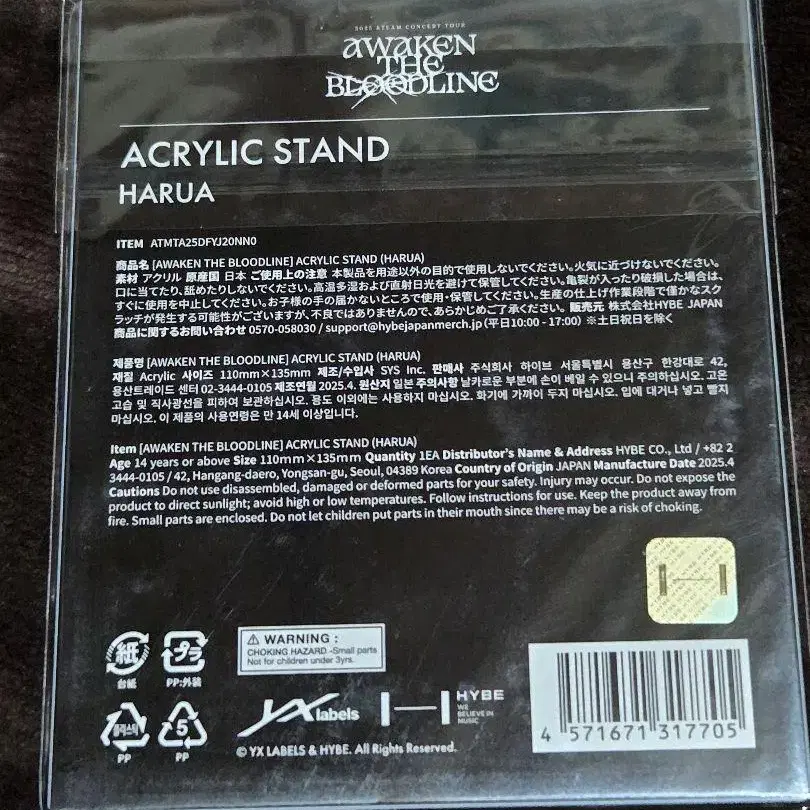 2025 &TEAM CONCERT TOUR
AWAKEN
THE
BLOODLINE
ACRYLIC STAND
HARUA
ITEM ATMTA25DFYJ20NN0
商品名 [AWAKEN THE BLOODLINE] ACRYLIC STAND (HARUA)
素材 アクリル 原産国 日本 ご使用上の注意 本製品を用途以外の目的で使用しないでください。火気に近づけないでください。
口に当てたり、舐めたりしないでください。高温多湿および直射日光を避けて保管してください。亀裂が入ったり破損した場合は、
すぐに使用を中止してください。お子様の手の届かないところで使用・保管してください。生産の仕上げ作業段階で僅かなスク
ラッチが発生する可能性がございますが、不良ではありませんので、あらかじめご了承ください。販売元 株式会社HYBE JAPAN
商品に関するお問い合わせ 0570-058030 / support@hybejapanmerch.jp (平日10:00 - 17:00) ※土日祝日を除く
제품명 [AWAKEN THE BLOODLINE] ACRYLIC STAND (HARUA)
재질 Acrylic 사이즈 110mm×135mm 제조/수입사 SYS Inc. 판매사 주식회사 하이브 서울특별시 용산구 한강대로 42,
용산트레이드 센터 02-3444-0105 제조연월 2025.4. 원산지 일본 주의사항 날카로운 부분에 손이 베일 수 있으니 주의하십시오. 고온
고습 및 직사광선을 피하여 보관하십시오. 용도 이외에는 사용하지 마십시오. 화기에 가까이 두지 마십시오. 입에 대거나 넣고 빨지
마십시오. 이 제품의 사용연령은 만 14세 이상입니다.
Item [AWAKEN THE BLOODLINE] ACRYLIC STAND (HARUA)
Age 14 years or above Size 110mm×135mm Quantity 1EA Distributor's Name & Address HYBE CO., Ltd / +82 2
3444-0105 / 42, Hangang-daero, Yongsan-gu, Seoul, 04389 Korea Country of Origin JAPAN Manufacture Date 2025.4
Cautions Do not use disassembled, damaged or deformed parts for your safety. Injury may occur. Do not expose the
product to direct sunlight; avoid high or low temperatures. Follow instructions for use. Keep the product away from
fire. Small parts are enclosed. Do not let children put parts in their mouth since there may be a risk of choking.
紙
台紙
プラ
PP:外装
⚠ WARNING :
CHOKING HAZARD -Small parts
Not for children under 3yrs.
플라스틱
PP
5
PP
YX labels
HYBE
WE
BELIEVE IN
MUSIC
© YX LABELS & HYBE. All Rights Reserved.
4 571671 317705